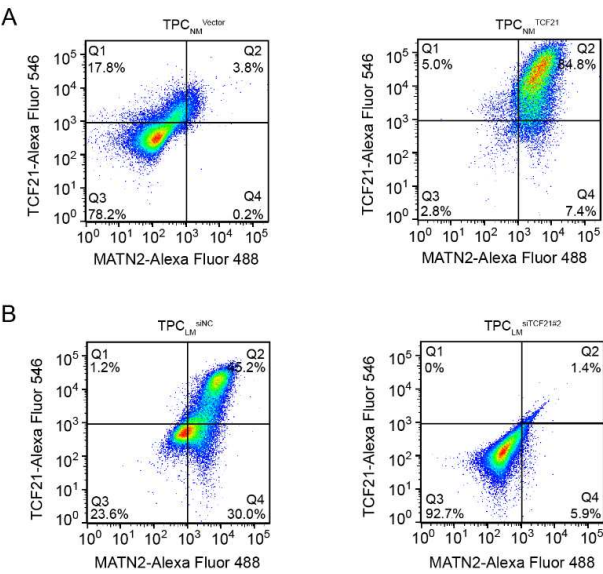 A
TPC NM Vector
Q1
17.8%
Q2
3.8%
Q3
78.2%
Q4
0.2%
10^5
10^4
10^3
10^2
10^1
10^0
TCF21-Alexa Fluor 546
10^0 10^1 10^2 10^3 10^4 10^5
MATN2-Alexa Fluor 488
TPC NM TCF21
Q1
5.0%
Q2
84.8%
Q3
2.8%
Q4
7.4%
10^5
10^4
10^3
10^2
10^1
10^0
TCF21-Alexa Fluor 546
10^0 10^1 10^2 10^3 10^4 10^5
MATN2-Alexa Fluor 488
B
TPC LM siNC
Q1
1.2%
Q2
45.2%
Q3
23.6%
Q4
30.0%
10^5
10^4
10^3
10^2
10^1
10^0
TCF21-Alexa Fluor 546
10^0 10^1 10^2 10^3 10^4 10^5
MATN2-Alexa Fluor 488
TPC LM siTCF21#2
Q1
0%
Q2
1.4%
Q3
92.7%
Q4
5.9%
10^5
10^4
10^3
10^2
10^1
10^0
TCF21-Alexa Fluor 546
10^0 10^1 10^2 10^3 10^4 10^5
MATN2-Alexa Fluor 488